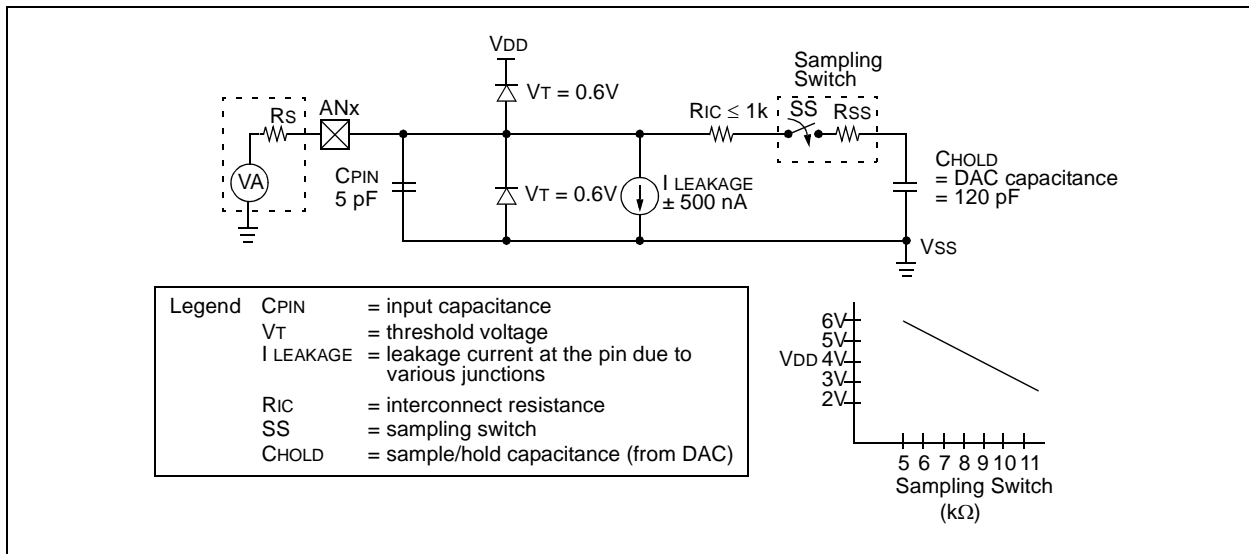 VDD
Sampling
Switch
VT = 0.6V
RS
ANx
RIC ≤ 1k
SS
RSS
CPIN
5 pF
VA
VT = 0.6V
I LEAKAGE
± 500 nA
CHOLD
= DAC capacitance
= 120 pF
VSS
Legend CPIN = input capacitance
VT = threshold voltage
I LEAKAGE = leakage current at the pin due to
various junctions
RIC = interconnect resistance
SS = sampling switch
CHOLD = sample/hold capacitance (from DAC)
6V
5V
VDD 4V
3V
2V
5 6 7 8 9 10 11
Sampling Switch
(kΩ)